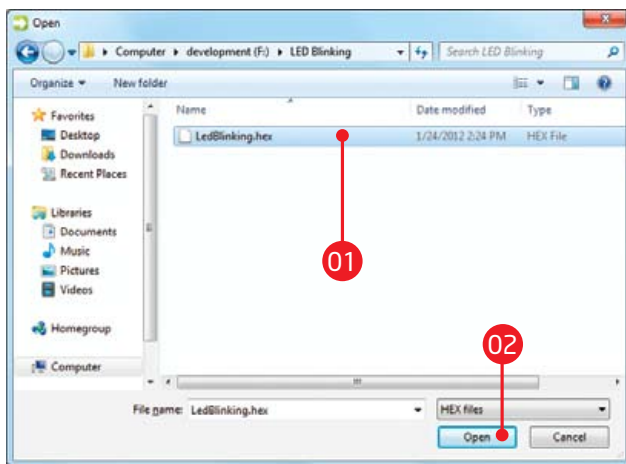 Open
Computer ▸ development (F:) ▸ LED Blinking
Search LED Blinking
Organize
New folder
Name
Date modified
Type
Favorites
Desktop
Downloads
Recent Places
Libraries
Documents
Music
Pictures
Videos
Homegroup
Computer
LedBlinking.hex
1/24/2012 2:24 PM
HEX File
01
02
File name:
LedBlinking.hex
HEX files
Open
Cancel